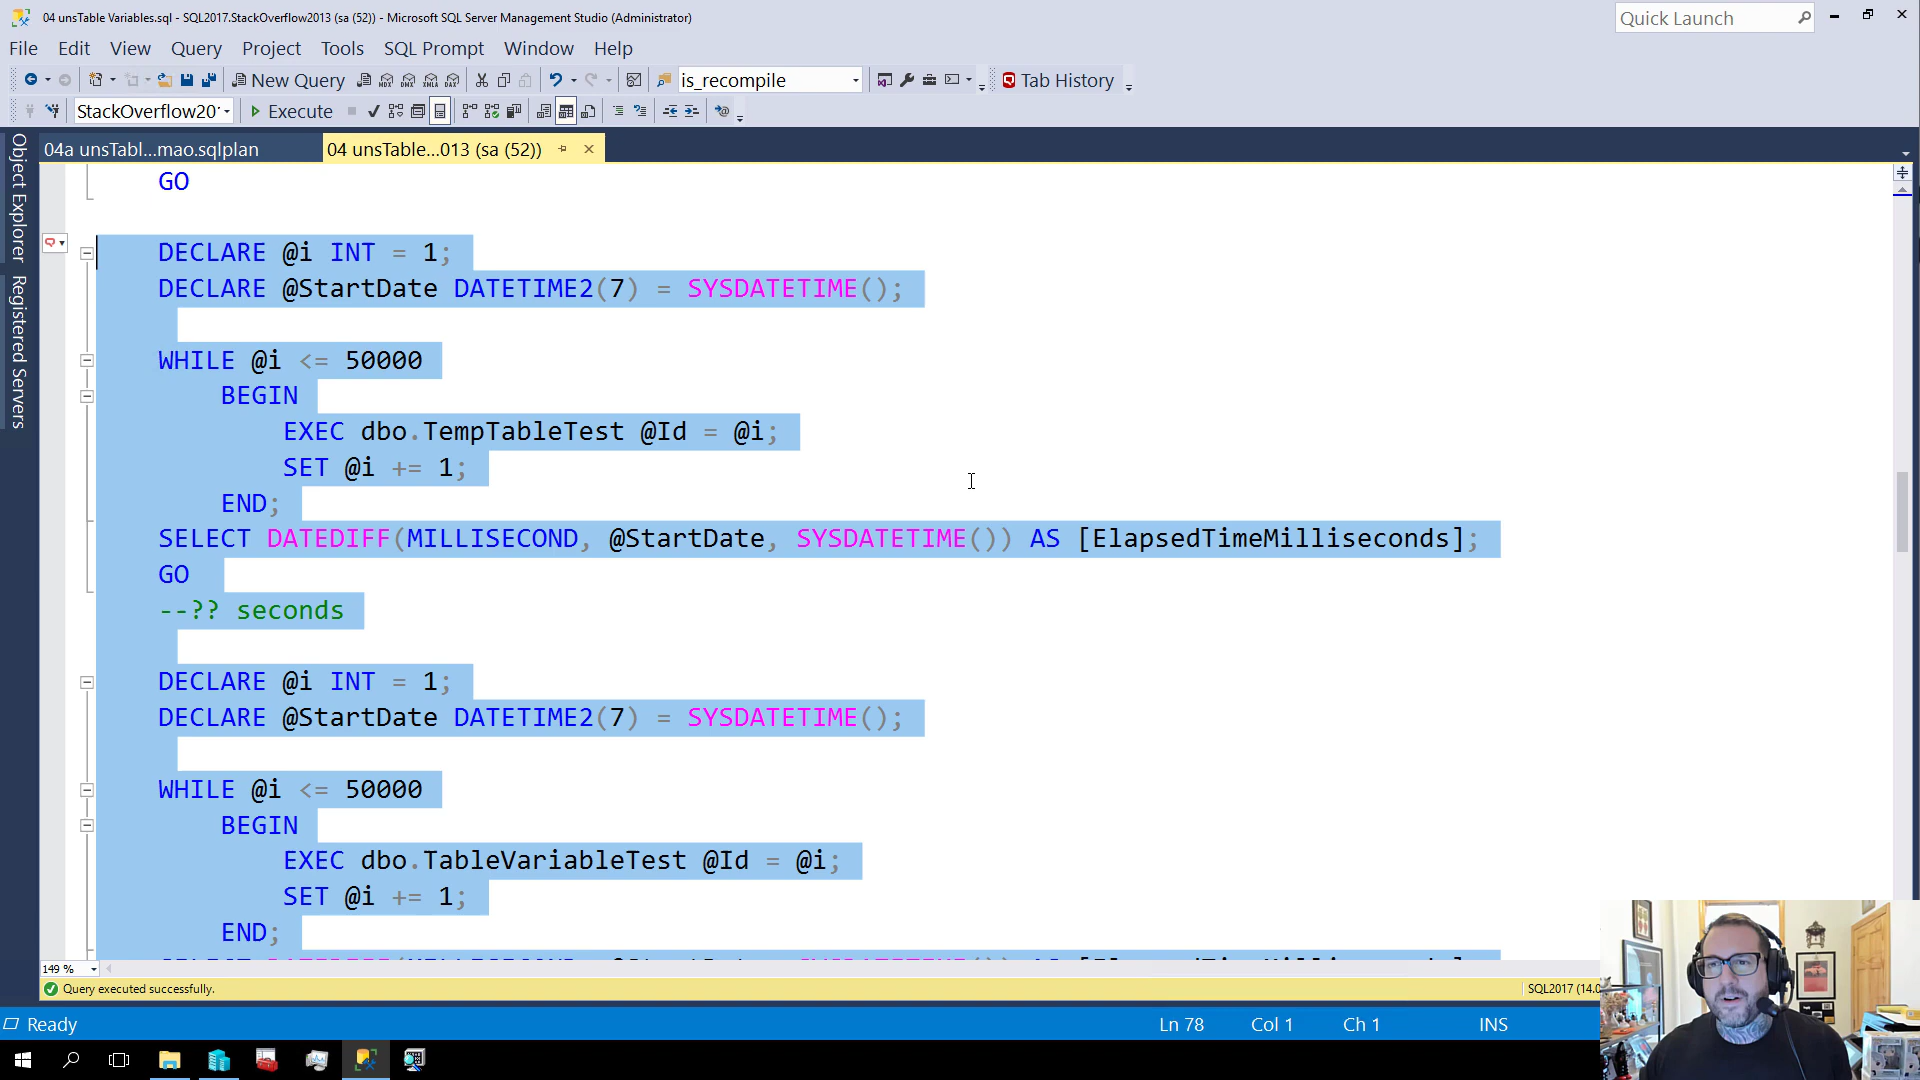 04 unsTable Variables.sql - SQL2017.StackOverflow2013 (sa (52)) - Microsoft SQL Server Management Studio (Administrator)
Quick Launch
File Edit View Query Project Tools SQL Prompt Window Help
New Query
is_recompile
Tab History
StackOverflow20
Execute
04a unsTabl...mao.sqlplan
04 unsTable...013 (sa (52))
Object Explorer
Registered Servers
GO
DECLARE @i INT = 1;
DECLARE @StartDate DATETIME2(7) = SYSDATETIME();
WHILE @i <= 50000
BEGIN
EXEC dbo.TempTableTest @Id = @i;
SET @i += 1;
END;
SELECT DATEDIFF(MILLISECOND, @StartDate, SYSDATETIME()) AS [ElapsedTimeMilliseconds];
GO
--?? seconds
DECLARE @i INT = 1;
DECLARE @StartDate DATETIME2(7) = SYSDATETIME();
WHILE @i <= 50000
BEGIN
EXEC dbo.TableVariableTest @Id = @i;
SET @i += 1;
END;
149 %
Query executed successfully.
SQL2017 (14.0
Ready
Ln 78
Col 1
Ch 1
INS